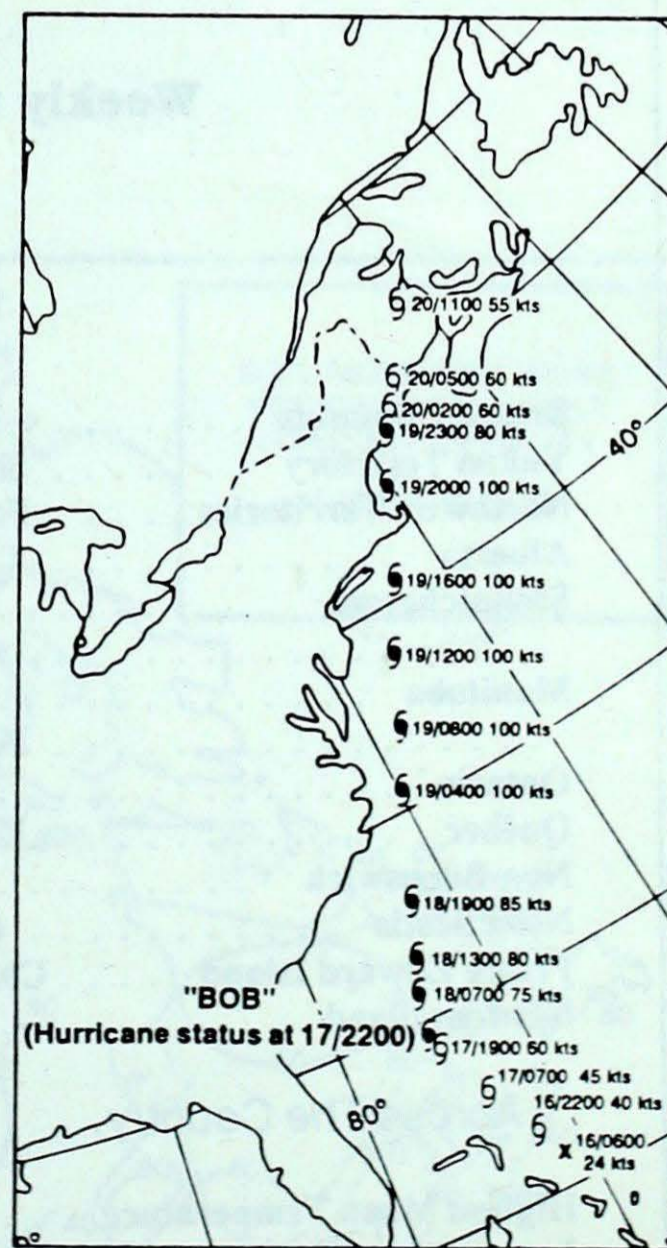 Weekly
20/1100 55 kts
20/0500 60 kts
20/0200 60 kts
19/2300 80 kts
40°
19/2000 100 kts
19/1600 100 kts
19/1200 100 kts
19/0800 100 kts
19/0400 100 kts
18/1900 85 kts
18/1300 80 kts
"BOB"
18/0700 75 kts
(Hurricane status at 17/2200)
17/1900 60 kts
17/0700 45 kts
80°
16/2200 40 kts
x 16/0600
24 kts